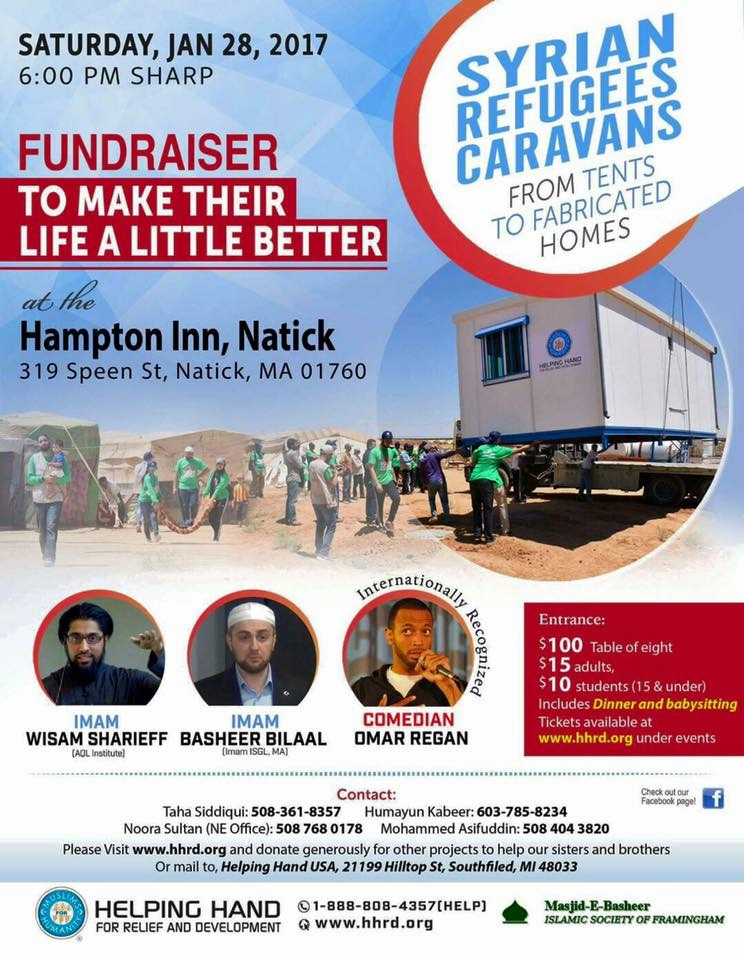 SATURDAY, JAN 28, 2017
6:00 PM SHARP
SYRIAN
REFUGEES
CARAVANS
FROM TENTS
TO FABRICATED
HOMES
FUNDRAISER
TO MAKE THEIR
LIFE A LITTLE BETTER
at the
Hampton Inn, Natick
319 Speen St, Natick, MA 01760
HELPING HAND
FOR RELIEF AND DEVELOPMENT
Internationally Recognized
IMAM
WISAM SHARIEFF
(AQL Institute)
IMAM
BASHEER BILAAL
(Imam ISGL, MA)
COMEDIAN
OMAR REGAN
Entrance:
$100 Table of eight
$15 adults,
$10 students (15 & under)
Includes Dinner and babysitting
Tickets available at
www.hhrd.org under events
Contact:
Taha Siddiqui: 508-361-8357 Humayun Kabeer: 603-785-8234
Noora Sultan (NE Office): 508 768 0178 Mohammed Asifuddin: 508 404 3820
Check out our
Facebook page!
f
Please Visit www.hhrd.org and donate generously for other projects to help our sisters and brothers
Or mail to, Helping Hand USA, 21199 Hilltop St, Southfiled, MI 48033
MUSLIMS
FOR
HUMANITY
HELPING HAND
FOR RELIEF AND DEVELOPMENT
1-888-808-4357[HELP]
www.hhrd.org
Masjid-E-Basheer
ISLAMIC SOCIETY OF FRAMINGHAM